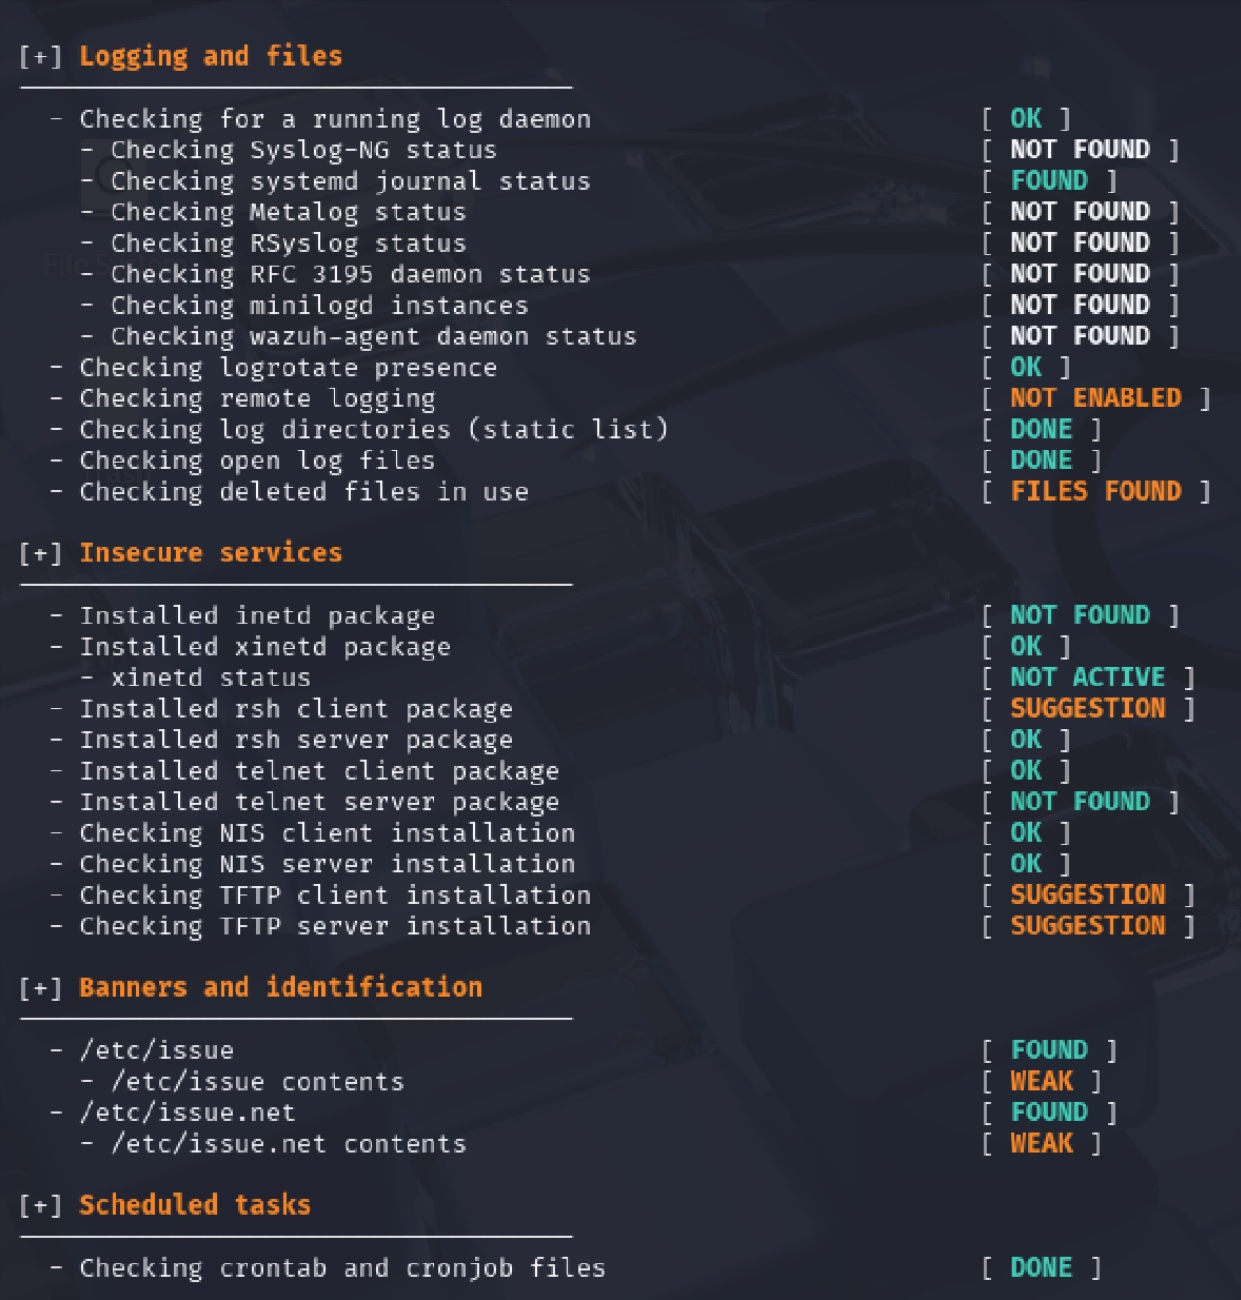 [+] Logging and files
- Checking for a running log daemon [ OK ]
- Checking Syslog-NG status [ NOT FOUND ]
- Checking systemd journal status [ FOUND ]
- Checking Metalog status [ NOT FOUND ]
- Checking RSyslog status [ NOT FOUND ]
- Checking RFC 3195 daemon status [ NOT FOUND ]
- Checking minilogd instances [ NOT FOUND ]
- Checking wazuh-agent daemon status [ NOT FOUND ]
- Checking logrotate presence [ OK ]
- Checking remote logging [ NOT ENABLED ]
- Checking log directories (static list) [ DONE ]
- Checking open log files [ DONE ]
- Checking deleted files in use [ FILES FOUND ]
[+] Insecure services
- Installed inetd package [ NOT FOUND ]
- Installed xinetd package [ OK ]
- xinetd status [ NOT ACTIVE ]
- Installed rsh client package [ SUGGESTION ]
- Installed rsh server package [ OK ]
- Installed telnet client package [ OK ]
- Installed telnet server package [ NOT FOUND ]
- Checking NIS client installation [ OK ]
- Checking NIS server installation [ OK ]
- Checking TFTP client installation [ SUGGESTION ]
- Checking TFTP server installation [ SUGGESTION ]
[+] Banners and identification
- /etc/issue [ FOUND ]
- /etc/issue contents [ WEAK ]
- /etc/issue.net [ FOUND ]
- /etc/issue.net contents [ WEAK ]
[+] Scheduled tasks
- Checking crontab and cronjob files [ DONE ]